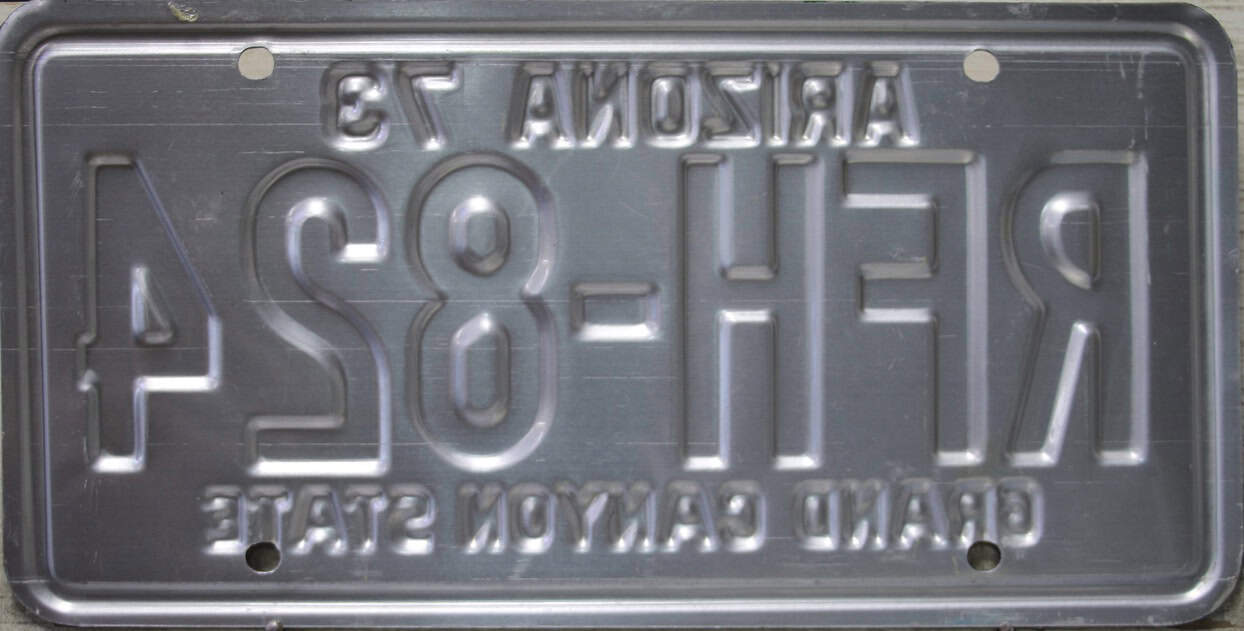 ARIZONA 73
RFH-824
GRAND CANYON STATE